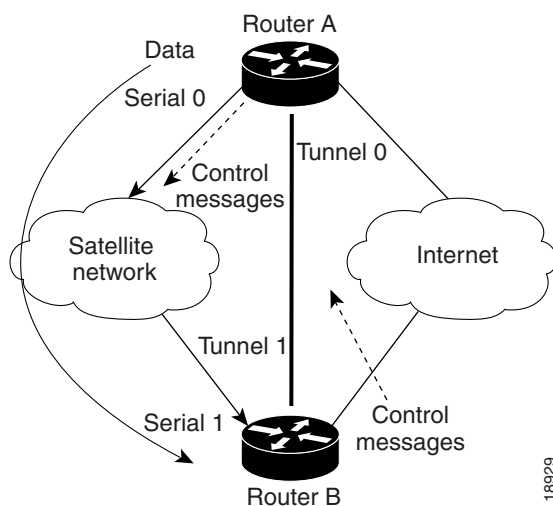 Router A
Data
Serial 0
Tunnel 0
Control
messages
Satellite
network
Internet
Tunnel 1
Serial 1
Control
messages
Router B
18929